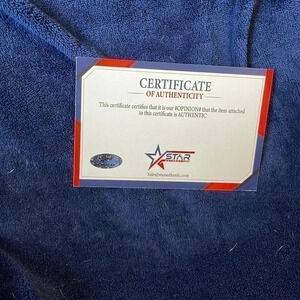 CERTIFICATE
OF AUTHENTICITY
This certificate certifies that it is our #OPINION# that the item attached
to this certificate is AUTHENTIC
STAR